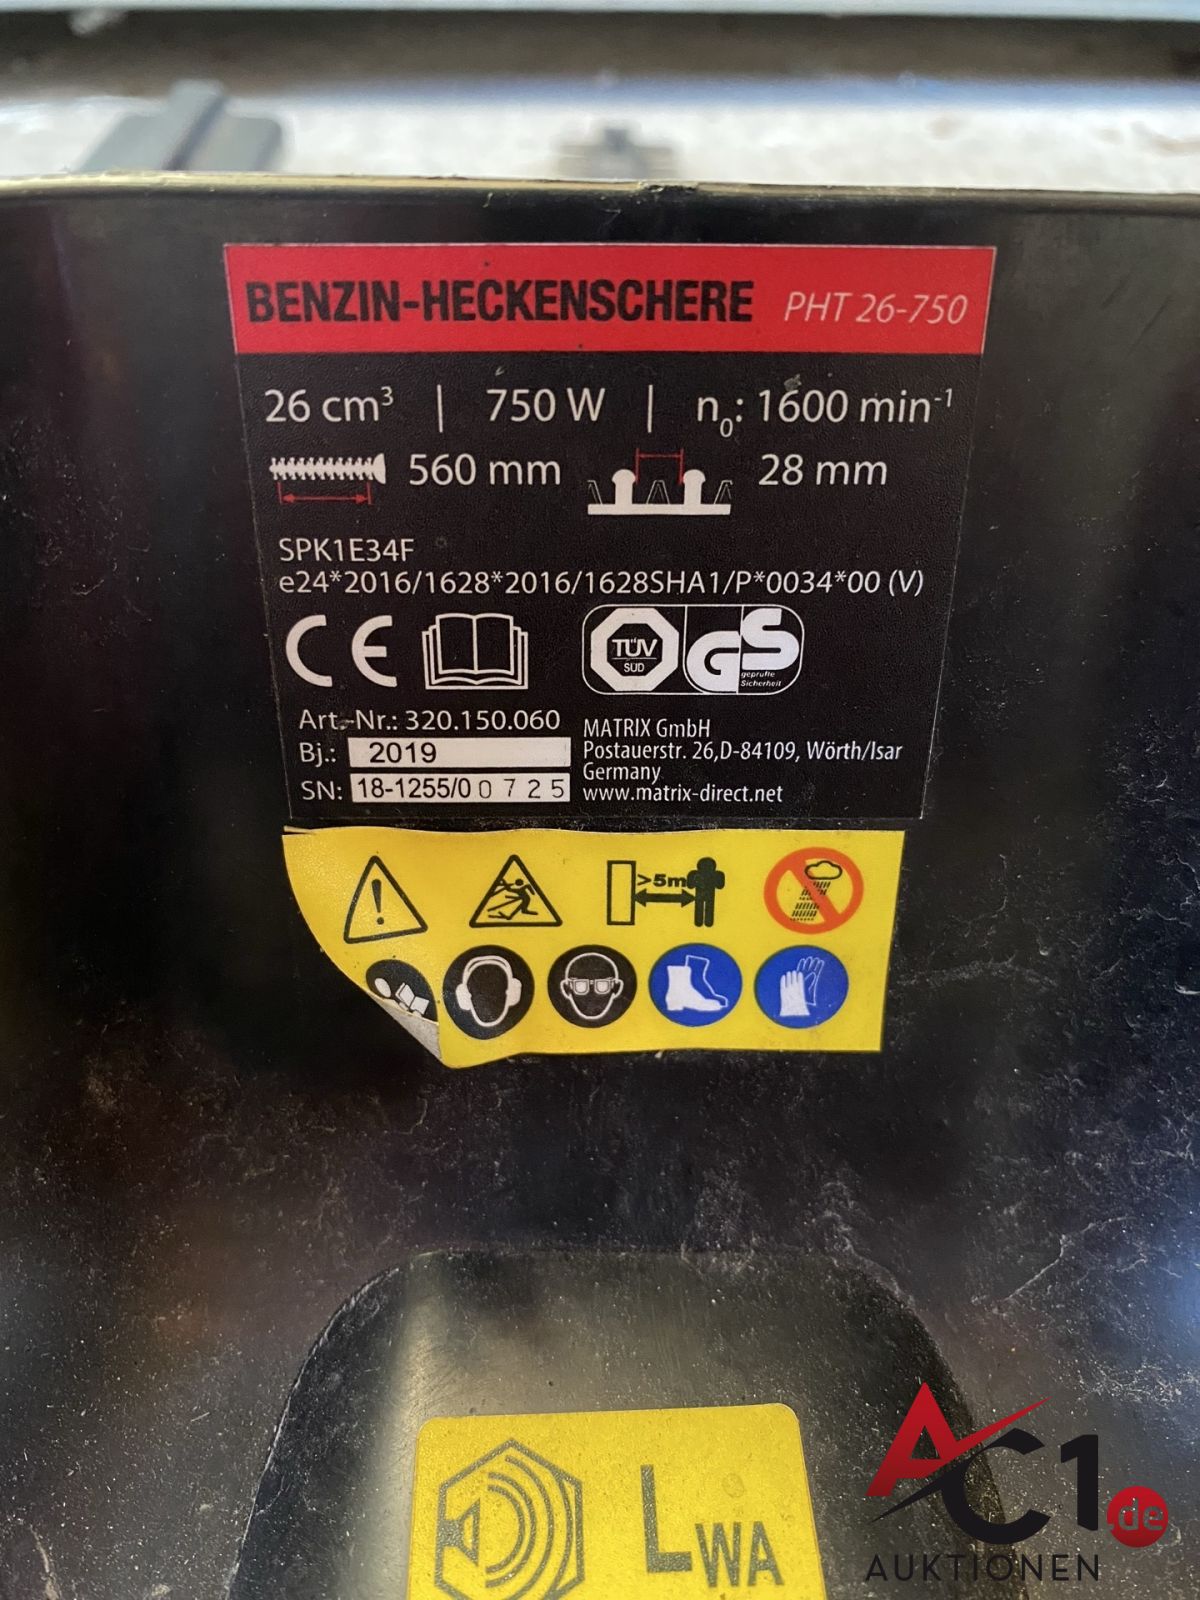 BENZIN-HECKENSCHERE PHT 26-750
26 cm³ | 750 W | n₀: 1600 min⁻¹
560 mm 28 mm
SPK1E34F
e24*2016/1628*2016/1628SHA1/P*0034*00 (V)
CE TÜV SÜD GS geprüfte Sicherheit
Art.-Nr.: 320.150.060
Bj.: 2019
SN: 18-1255/00725
MATRIX GmbH
Postauerstr. 26,D-84109, Wörth/Isar
Germany
www.matrix-direct.net
>5m
LWA
AC1.de
AUKTIONEN